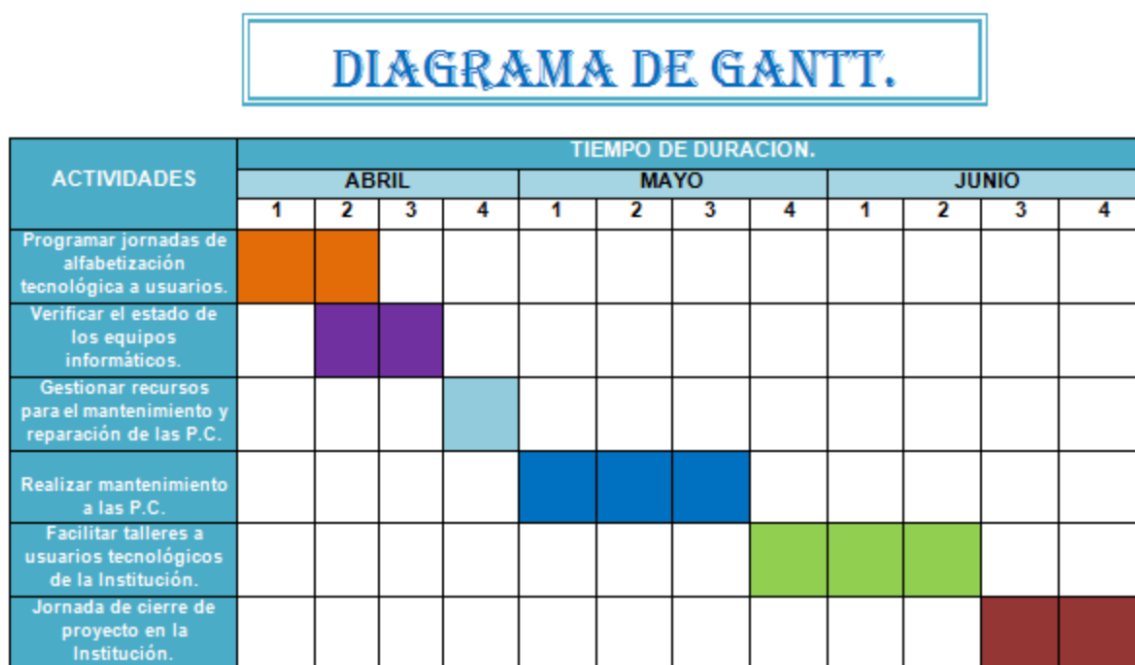 DIAGRAMA DE GANTT.
ACTIVIDADES
TIEMPO DE DURACION.
ABRIL MAYO JUNIO
1 2 3 4 1 2 3 4 1 2 3 4
Programar jornadas de
alfabetización
tecnológica a usuarios.
Verificar el estado de
los equipos
informáticos.
Gestionar recursos
para el mantenimiento y
reparación de las P.C.
Realizar mantenimiento
a las P.C.
Facilitar talleres a
usuarios tecnológicos
de la Institución.
Jornada de cierre de
proyecto en la
Institución.